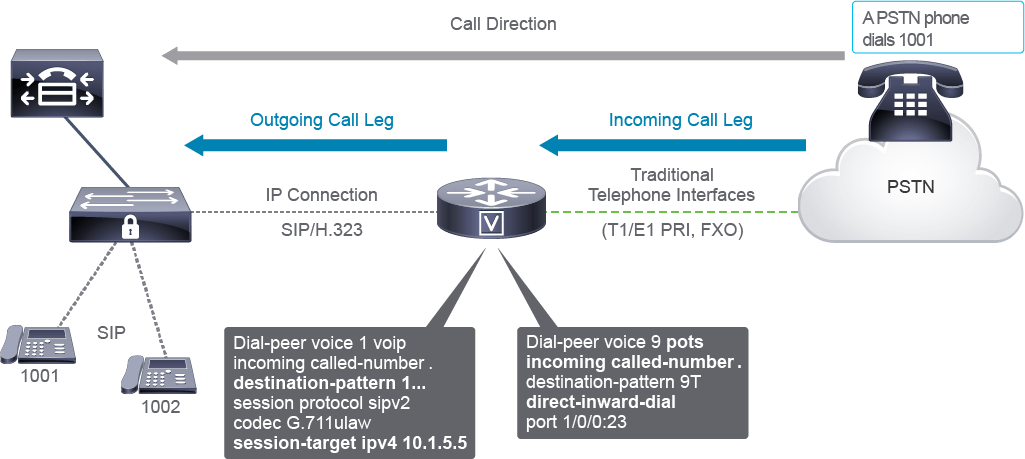 Call Direction
A PSTN phone
dials 1001
Outgoing Call Leg
Incoming Call Leg
IP Connection
SIP/H.323
Traditional
Telephone Interfaces
(T1/E1 PRI, FXO)
PSTN
V
SIP
1001
1002
Dial-peer voice 1 voip
incoming called-number .
destination-pattern 1...
session protocol sipv2
codec G.711ulaw
session-target ipv4 10.1.5.5
Dial-peer voice 9 pots
incoming called-number .
destination-pattern 9T
direct-inward-dial
port 1/0/0:23